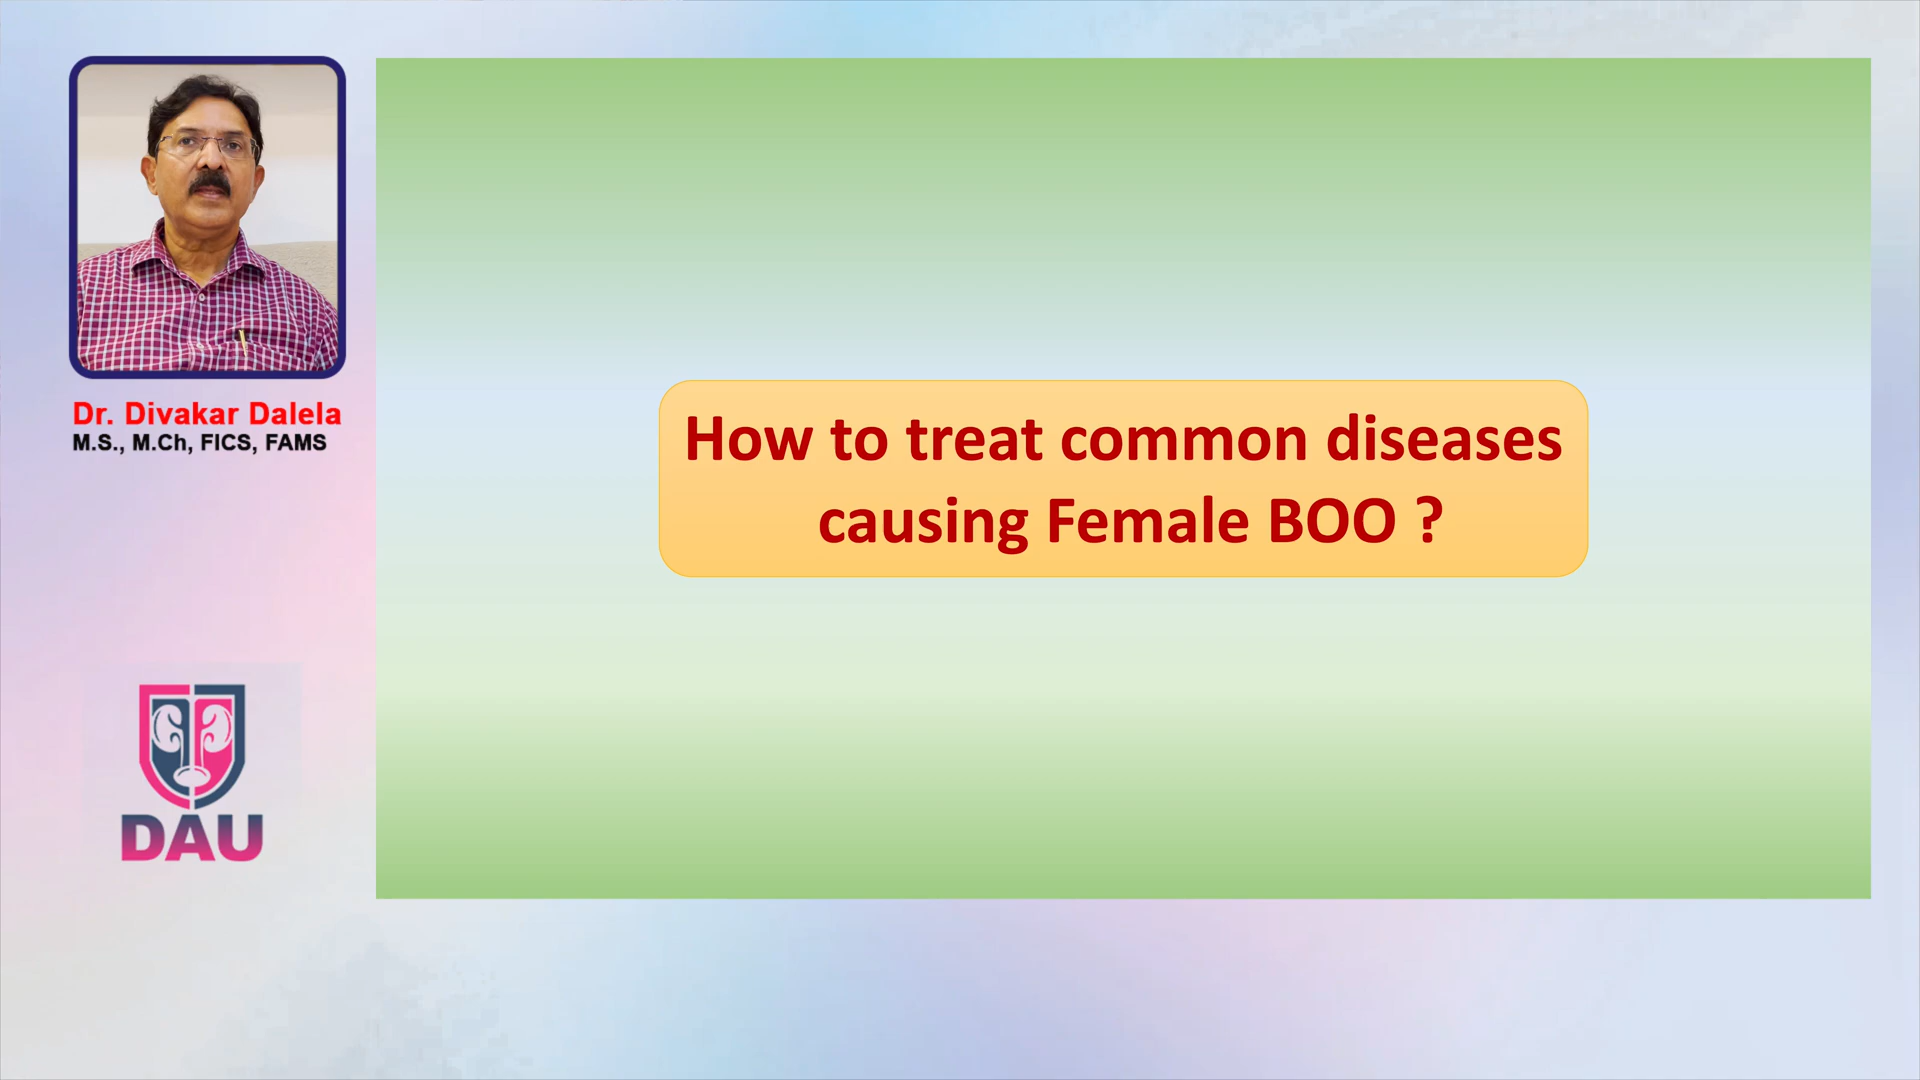 Dr. Divakar Dalela
M.S., M.Ch, FICS, FAMS
DAU
How to treat common diseases
causing Female BOO ?